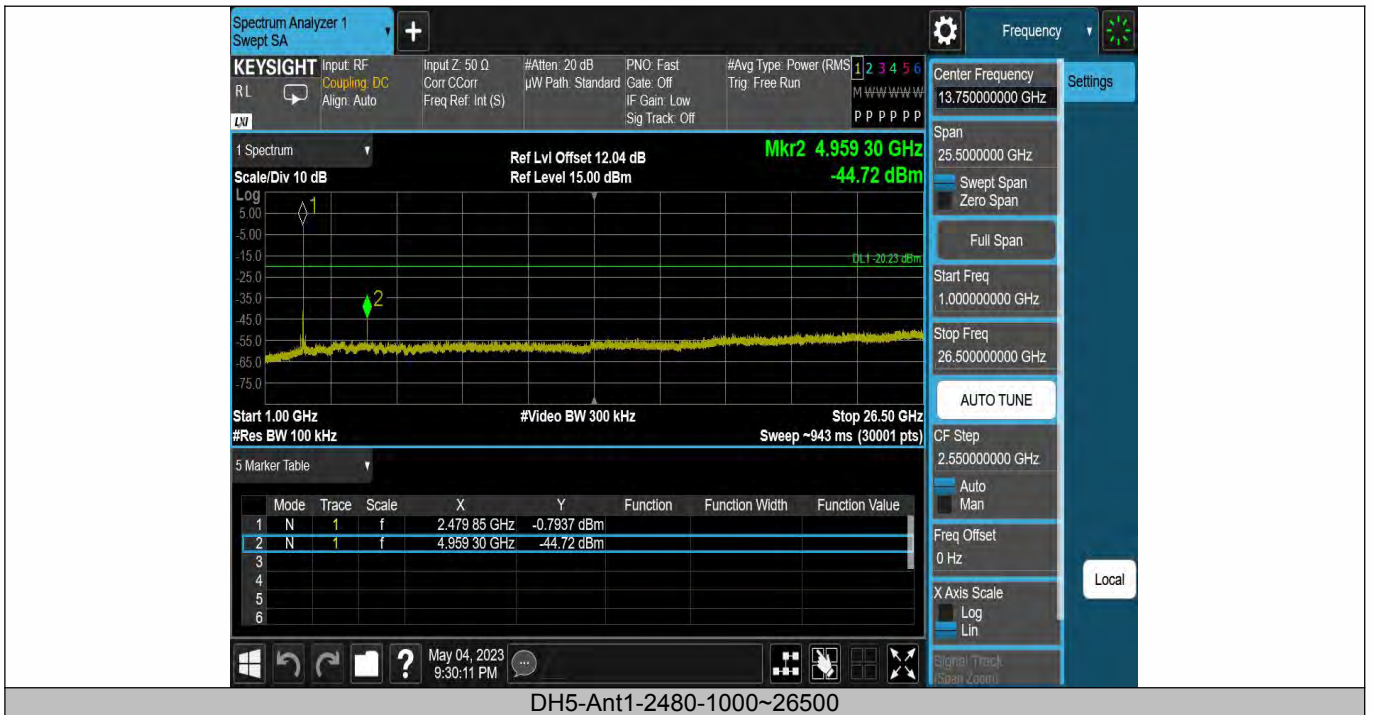 Spectrum Analyzer 1
Swept SA
+
Frequency
KEYSIGHT
RL
LXI
Input: RF
Coupling: DC
Align: Auto
Input Z: 50 Ω
Corr CCorr
Freq Ref: Int (S)
#Atten: 20 dB
µW Path: Standard
PNO: Fast
Gate: Off
IF Gain: Low
Sig Track: Off
#Avg Type: Power (RMS
Trig: Free Run
1 2 3 4 5 6
M W W W W W
P P P P P P
1 Spectrum
Scale/Div 10 dB
Ref Lvl Offset 12.04 dB
Ref Level 15.00 dBm
Mkr2 4.959 30 GHz
-44.72 dBm
Log
5.00
-5.00
-15.0
-25.0
-35.0
-45.0
-55.0
-65.0
-75.0
1
2
DL1 -20.23 dBm
Start 1.00 GHz
#Video BW 300 kHz
Stop 26.50 GHz
#Res BW 100 kHz
Sweep ~943 ms (30001 pts)
5 Marker Table
Mode Trace Scale X Y Function Function Width Function Value
1 N 1 f 2.479 85 GHz -0.7937 dBm
2 N 1 f 4.959 30 GHz -44.72 dBm
3
4
5
6
?
May 04, 2023
9:30:11 PM
Center Frequency
13.750000000 GHz
Settings
Span
25.5000000 GHz
Swept Span
Zero Span
Full Span
Start Freq
1.000000000 GHz
Stop Freq
26.500000000 GHz
AUTO TUNE
CF Step
2.550000000 GHz
Auto
Man
Freq Offset
0 Hz
X Axis Scale
Log
Lin
Signal Track
(Span Zoom)
Local
DH5-Ant1-2480-1000~26500